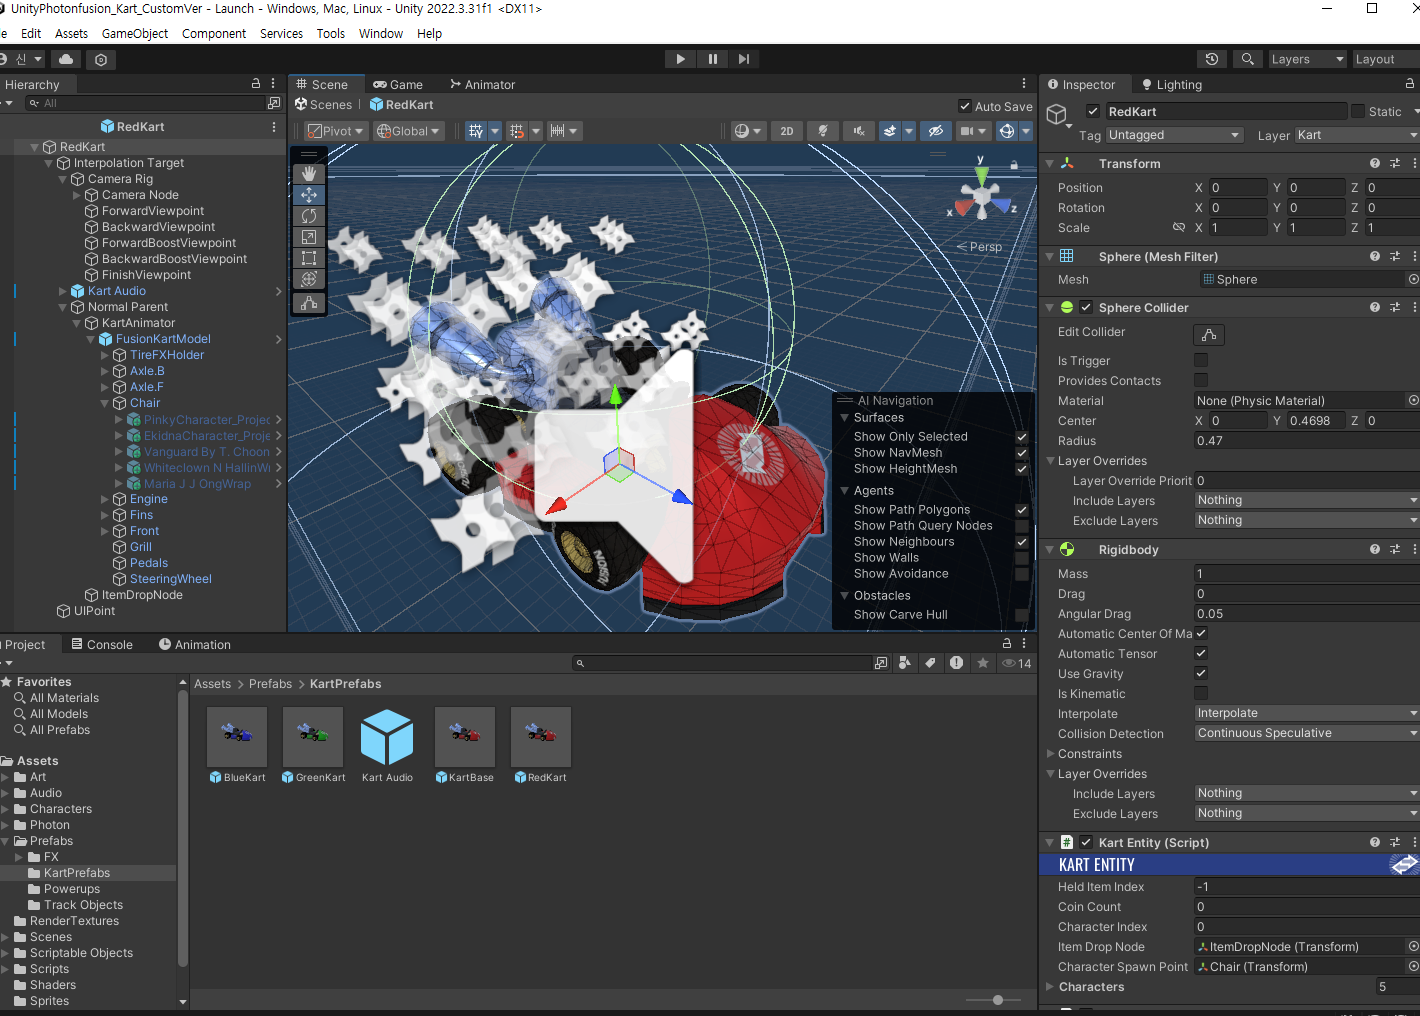 UnityPhotonfusion_Kart_CustomVer - Launch - Windows, Mac, Linux - Unity 2022.3.31f1 <DX11>
Edit Assets GameObject Component Services Tools Window Help
신
Layers Layout
Hierarchy
All
RedKart
RedKart
Interpolation Target
Camera Rig
Camera Node
ForwardViewpoint
BackwardViewpoint
ForwardBoostViewpoint
BackwardBoostViewpoint
FinishViewpoint
Kart Audio
Normal Parent
KartAnimator
FusionKartModel
TireFXHolder
Axle.B
Axle.F
Chair
PinkyCharacter_Projec
EkidnaCharacter_Proje
Vanguard By T. Choon
Whiteclown N HallinWi
Maria J J OngWrap
Engine
Fins
Front
Grill
Pedals
SteeringWheel
ItemDropNode
UIPoint
Scene Game Animator
Scenes RedKart Auto Save
Pivot Global 2D
y
x
z
Persp
FUSION
AI Navigation
Surfaces
Show Only Selected
Show NavMesh
Show HeightMesh
Agents
Show Path Polygons
Show Path Query Nodes
Show Neighbours
Show Walls
Show Avoidance
Obstacles
Show Carve Hull
Project Console Animation
14
Favorites
All Materials
All Models
All Prefabs
Assets
Art
Audio
Characters
Photon
Prefabs
FX
KartPrefabs
Powerups
Track Objects
RenderTextures
Scenes
Scriptable Objects
Scripts
Shaders
Sprites
Assets > Prefabs > KartPrefabs
BlueKart GreenKart Kart Audio KartBase RedKart
Inspector Lighting
RedKart Static
Tag Untagged Layer Kart
Transform
Position X 0 Y 0 Z 0
Rotation X 0 Y 0 Z 0
Scale X 1 Y 1 Z 1
Sphere (Mesh Filter)
Mesh Sphere
Sphere Collider
Edit Collider
Is Trigger
Provides Contacts
Material None (Physic Material)
Center X 0 Y 0.4698 Z 0
Radius 0.47
Layer Overrides
Layer Override Priorit 0
Include Layers Nothing
Exclude Layers Nothing
Rigidbody
Mass 1
Drag 0
Angular Drag 0.05
Automatic Center Of Ma
Automatic Tensor
Use Gravity
Is Kinematic
Interpolate Interpolate
Collision Detection Continuous Speculative
Constraints
Layer Overrides
Include Layers Nothing
Exclude Layers Nothing
# Kart Entity (Script)
KART ENTITY
Held Item Index -1
Coin Count 0
Character Index 0
Item Drop Node ItemDropNode (Transform)
Character Spawn Point Chair (Transform)
Characters 5